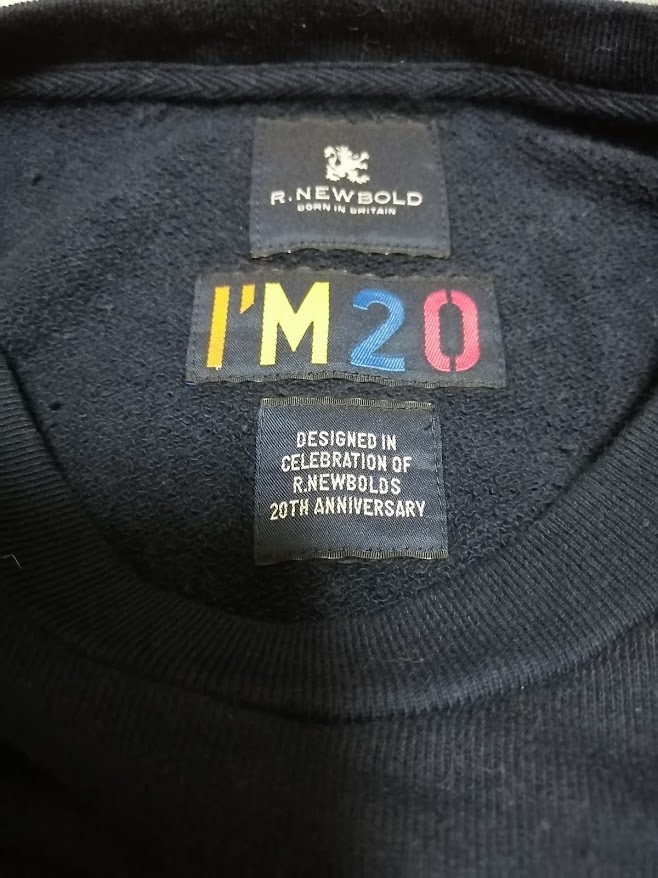 R.NEWBOLD
BORN IN BRITAIN
I'M20
DESIGNED IN
CELEBRATION OF
R.NEWBOLDS
20TH ANNIVERSARY